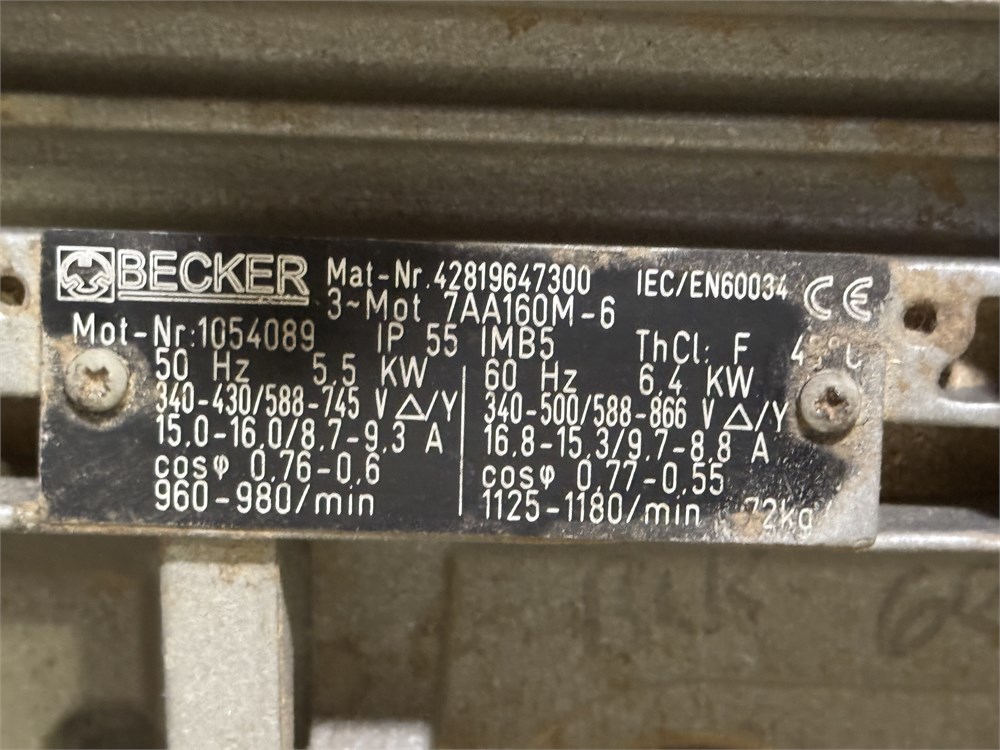 BECKER Mat-Nr. 42819647300 IEC/EN60034 CE
3~Mot 7AA160M-6
Mot-Nr: 1054089 IP 55 IMB5 ThCl: F
50 Hz 5,5 KW
340-430/588-745 V △/Y
15,0-16,0/8,7-9,3 A
cosφ 0,76-0,6
960-980/min
60 Hz 6,4 KW
340-500/588-866 V △/Y
16,8-15,3/9,7-8,8 A
cosφ 0,77-0,55
1125-1180/min 72kg